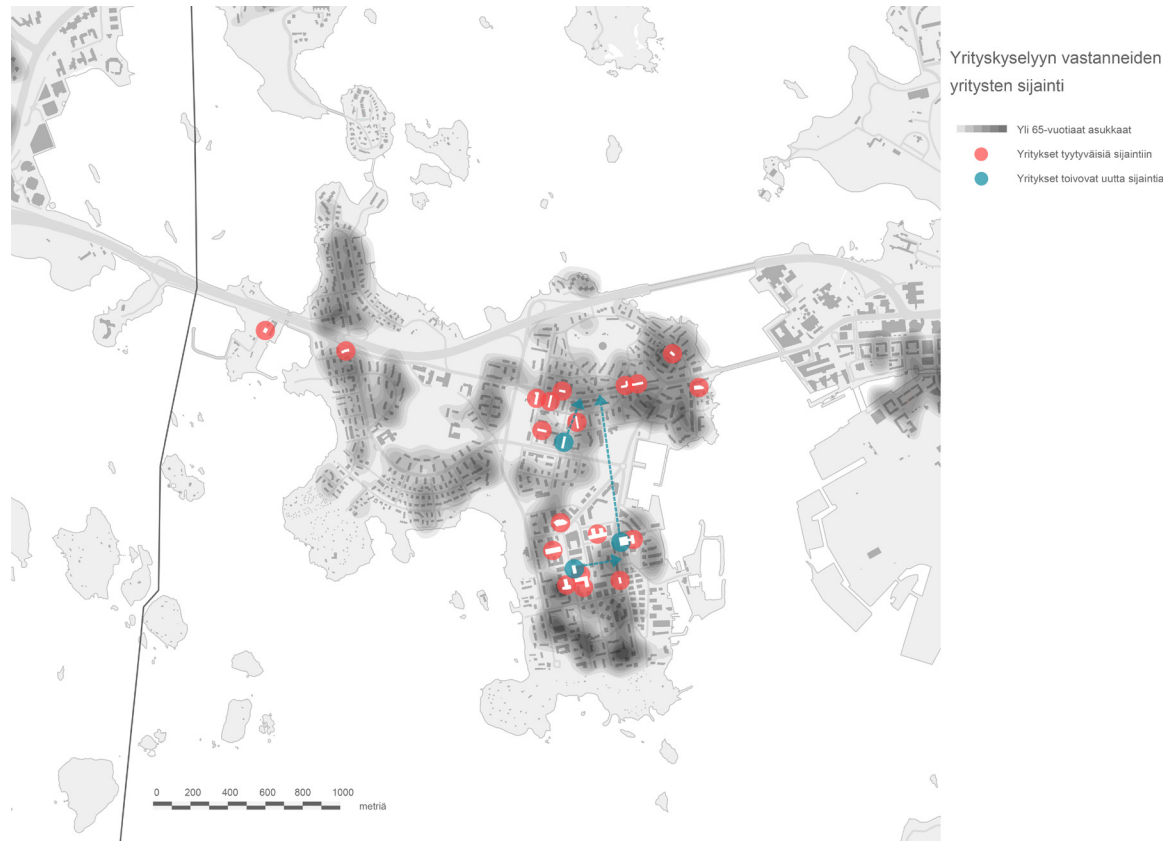 Yrityskyselyyn vastanneiden
yritysten sijainti
Yli 65-vuotiaat asukkaat
Yritykset tyytyväisiä sijaintiin
Yritykset toivovat uutta sijaintia
0 200 400 600 800 1000
metriä